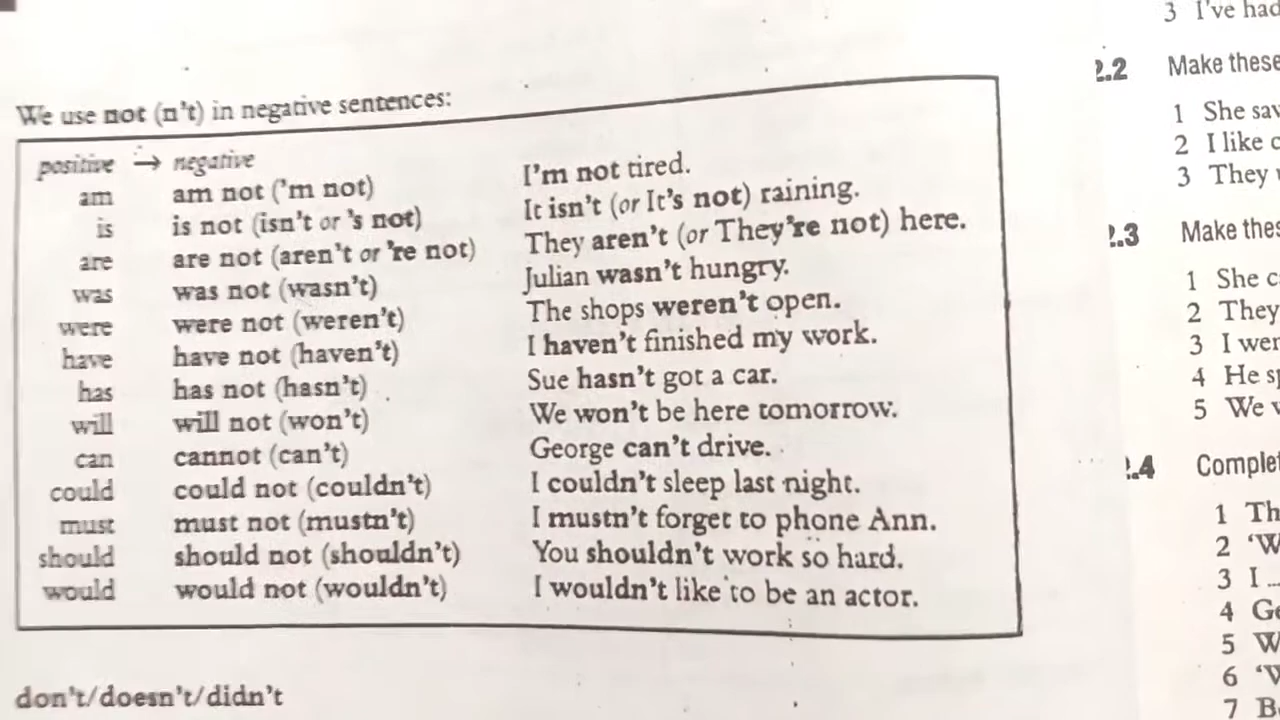 We use not (n't) in negative sentences:
positive → negative
am am not ('m not) I'm not tired.
is is not (isn't or 's not) It isn't (or It's not) raining.
are are not (aren't or 're not) They aren't (or They're not) here.
was was not (wasn't) Julian wasn't hungry.
were were not (weren't) The shops weren't open.
have have not (haven't) I haven't finished my work.
has has not (hasn't) Sue hasn't got a car.
will will not (won't) We won't be here tomorrow.
can cannot (can't) George can't drive.
could could not (couldn't) I couldn't sleep last night.
must must not (mustn't) I mustn't forget to phone Ann.
should should not (shouldn't) You shouldn't work so hard.
would would not (wouldn't) I wouldn't like to be an actor.
don't/doesn't/didn't
3 I've had
2.2 Make these
1 She
2 I like
3 They
.3 Make
1 She
2 They
3 I
4 He
5 We
.4
1
2
3 I ...
4
5
6
7